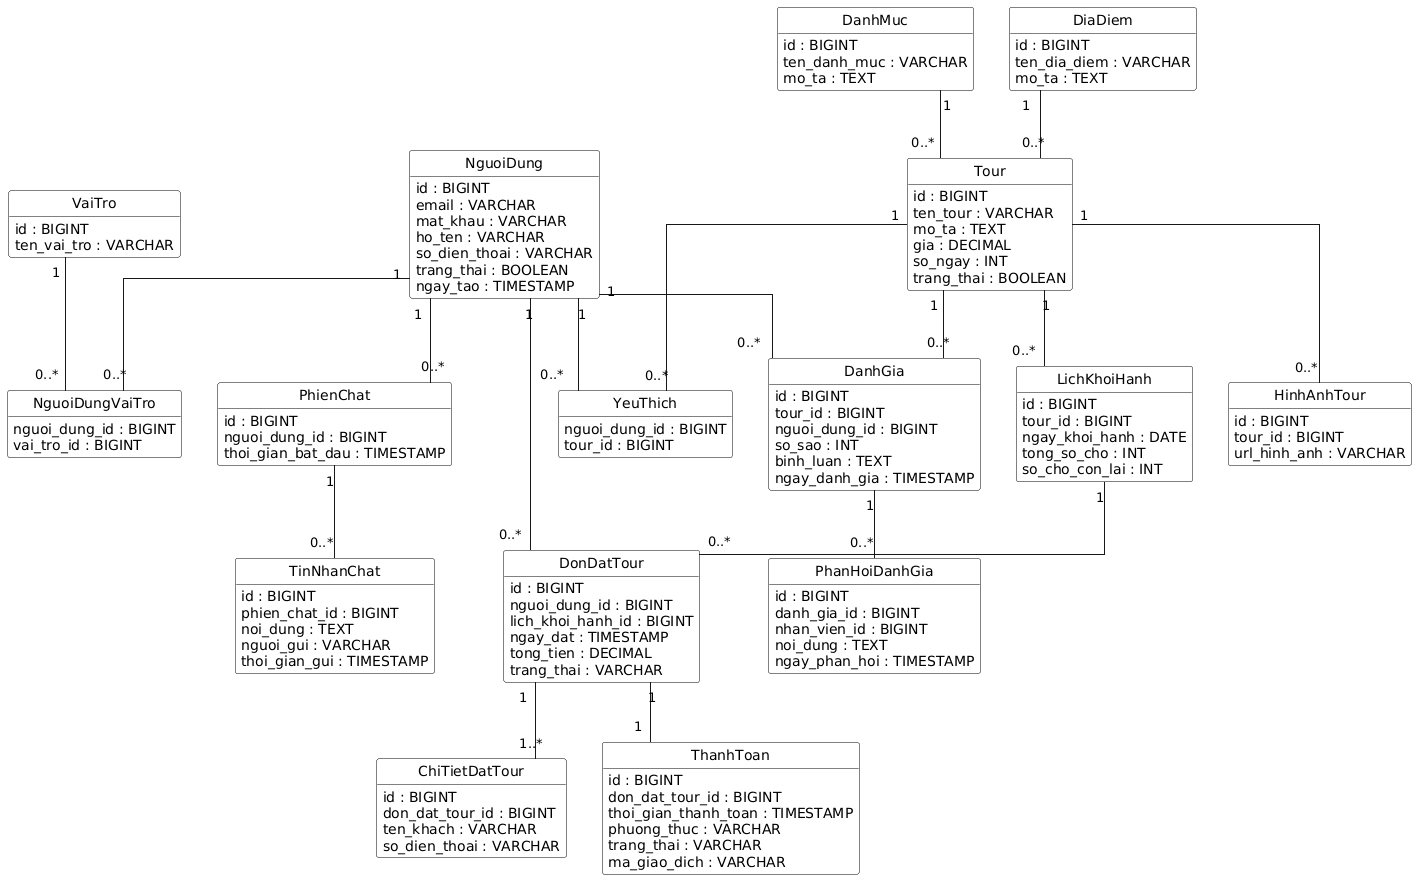 DanhMuc
id : BIGINT
ten_danh_muc : VARCHAR
mo_ta : TEXT
DiaDiem
id : BIGINT
ten_dia_diem : VARCHAR
mo_ta : TEXT
1
1
0..*
0..*
NguoiDung
id : BIGINT
email : VARCHAR
mat_khau : VARCHAR
ho_ten : VARCHAR
so_dien_thoai : VARCHAR
trang_thai : BOOLEAN
ngay_tao : TIMESTAMP
Tour
id : BIGINT
ten_tour : VARCHAR
mo_ta : TEXT
gia : DECIMAL
so_ngay : INT
trang_thai : BOOLEAN
VaiTro
id : BIGINT
ten_vai_tro : VARCHAR
1
1
1
1
1
1
1
1
1
1
1
0..*
0..*
0..*
0..*
0..*
0..*
0..*
0..*
0..*
NguoiDungVaiTro
nguoi_dung_id : BIGINT
vai_tro_id : BIGINT
PhienChat
id : BIGINT
nguoi_dung_id : BIGINT
thoi_gian_bat_dau : TIMESTAMP
YeuThich
nguoi_dung_id : BIGINT
tour_id : BIGINT
DanhGia
id : BIGINT
tour_id : BIGINT
nguoi_dung_id : BIGINT
so_sao : INT
binh_luan : TEXT
ngay_danh_gia : TIMESTAMP
LichKhoiHanh
id : BIGINT
tour_id : BIGINT
ngay_khoi_hanh : DATE
tong_so_cho : INT
so_cho_con_lai : INT
HinhAnhTour
id : BIGINT
tour_id : BIGINT
url_hinh_anh : VARCHAR
1
1
1
0..*
0..*
0..*
0..*
TinNhanChat
id : BIGINT
phien_chat_id : BIGINT
noi_dung : TEXT
nguoi_gui : VARCHAR
thoi_gian_gui : TIMESTAMP
DonDatTour
id : BIGINT
nguoi_dung_id : BIGINT
lich_khoi_hanh_id : BIGINT
ngay_dat : TIMESTAMP
tong_tien : DECIMAL
trang_thai : VARCHAR
PhanHoiDanhGia
id : BIGINT
danh_gia_id : BIGINT
nhan_vien_id : BIGINT
noi_dung : TEXT
ngay_phan_hoi : TIMESTAMP
1
1
1
1..*
ChiTietDatTour
id : BIGINT
don_dat_tour_id : BIGINT
ten_khach : VARCHAR
so_dien_thoai : VARCHAR
ThanhToan
id : BIGINT
don_dat_tour_id : BIGINT
thoi_gian_thanh_toan : TIMESTAMP
phuong_thuc : VARCHAR
trang_thai : VARCHAR
ma_giao_dich : VARCHAR